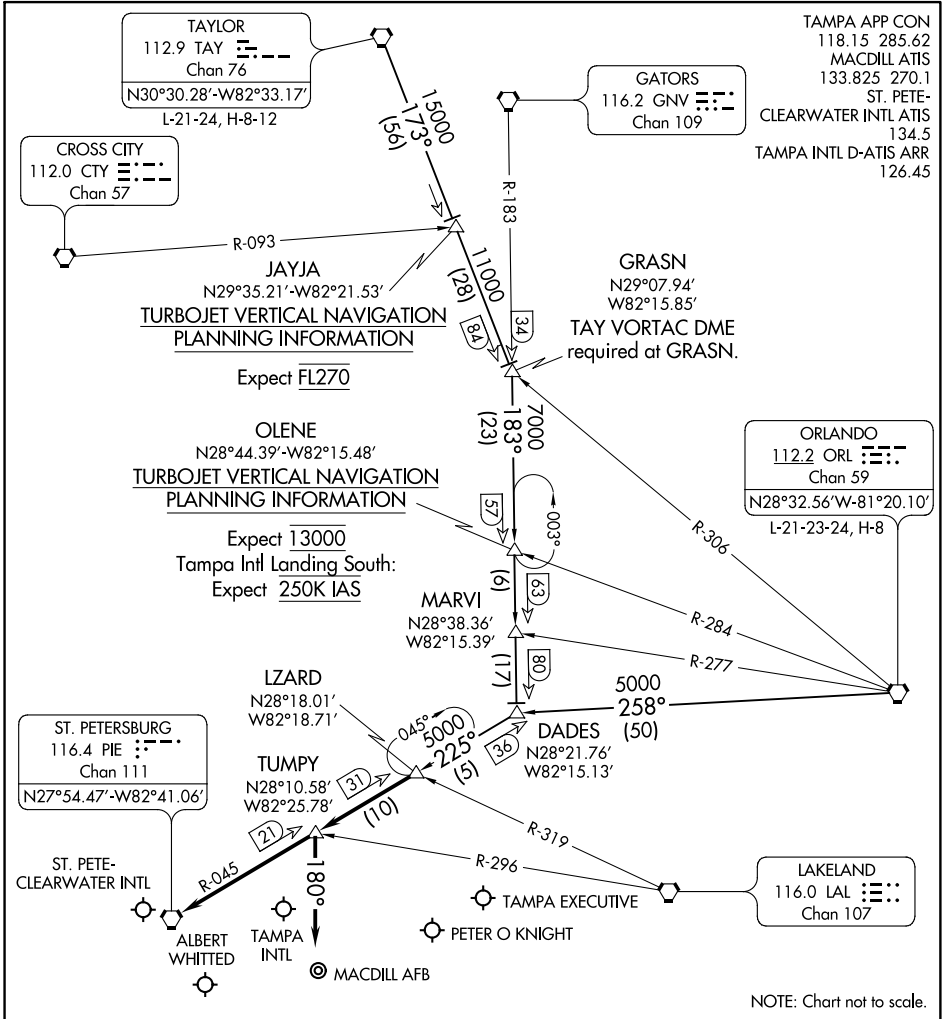 TAYLOR
112.9 TAY
Chan 76
N30°30.28'-W82°33.17'
L-21-24, H-8-12
TAMPA APP CON
118.15 285.62
MACDILL ATIS
133.825 270.1
ST. PETE-
CLEARWATER INTL ATIS
134.5
TAMPA INTL D-ATIS ARR
126.45
GATORS
116.2 GNV
Chan 109
CROSS CITY
112.0 CTY
Chan 57
15000
173°
(56)
R-183
R-093
JAYJA
N29°35.21'-W82°21.53'
TURBOJET VERTICAL NAVIGATION
PLANNING INFORMATION
Expect FL270
11000
(28)
84
34
GRASN
N29°07.94'
W82°15.85'
TAY VORTAC DME
required at GRASN.
7000
183°
(23)
OLENE
N28°44.39'-W82°15.48'
TURBOJET VERTICAL NAVIGATION
PLANNING INFORMATION
Expect 13000
Tampa Intl Landing South:
Expect 250K IAS
57
003°
ORLANDO
112.2 ORL
Chan 59
N28°32.56'W-81°20.10'
L-21-23-24, H-8
R-306
R-284
R-277
(6)
63
MARVI
N28°38.36'
W82°15.39'
(17)
80
5000
258°
(50)
LZARD
N28°18.01'
W82°18.71'
045°
5000
225°
(5)
36
DADES
N28°21.76'
W82°15.13'
ST. PETERSBURG
116.4 PIE
Chan 111
N27°54.47'-W82°41.06'
TUMPY
N28°10.58'
W82°25.78'
31
(10)
21
R-045
180°
R-319
R-296
LAKELAND
116.0 LAL
Chan 107
ST. PETE-
CLEARWATER INTL
ALBERT
WHITTED
TAMPA
INTL
TAMPA EXECUTIVE
PETER O KNIGHT
MACDILL AFB
NOTE: Chart not to scale.